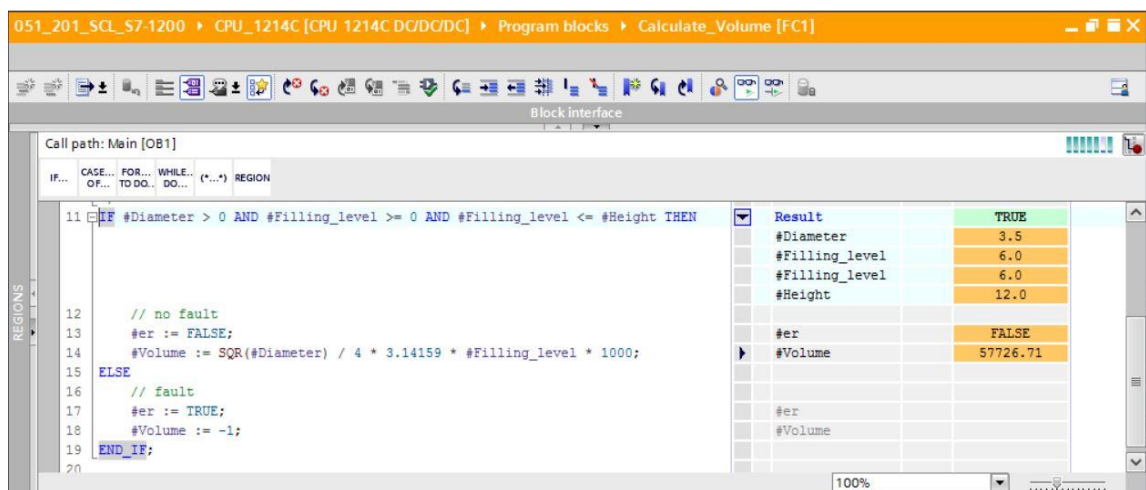 051_201_SCL_S7-1200 ▸ CPU_1214C [CPU 1214C DC/DC/DC] ▸ Program blocks ▸ Calculate_Volume [FC1]
Block interface
Call path: Main [OB1]
IF... CASE... OF... FOR... TO DO.. WHILE.. DO... (*...*) REGION
REGIONS
11 IF #Diameter > 0 AND #Filling_level >= 0 AND #Filling_level <= #Height THEN Result TRUE
#Diameter 3.5
#Filling_level 6.0
#Filling_level 6.0
#Height 12.0
12 // no fault
13 #er := FALSE; #er FALSE
14 #Volume := SQR(#Diameter) / 4 * 3.14159 * #Filling_level * 1000; #Volume 57726.71
15 ELSE
16 // fault
17 #er := TRUE; #er
18 #Volume := -1; #Volume
19 END_IF;
20
100%